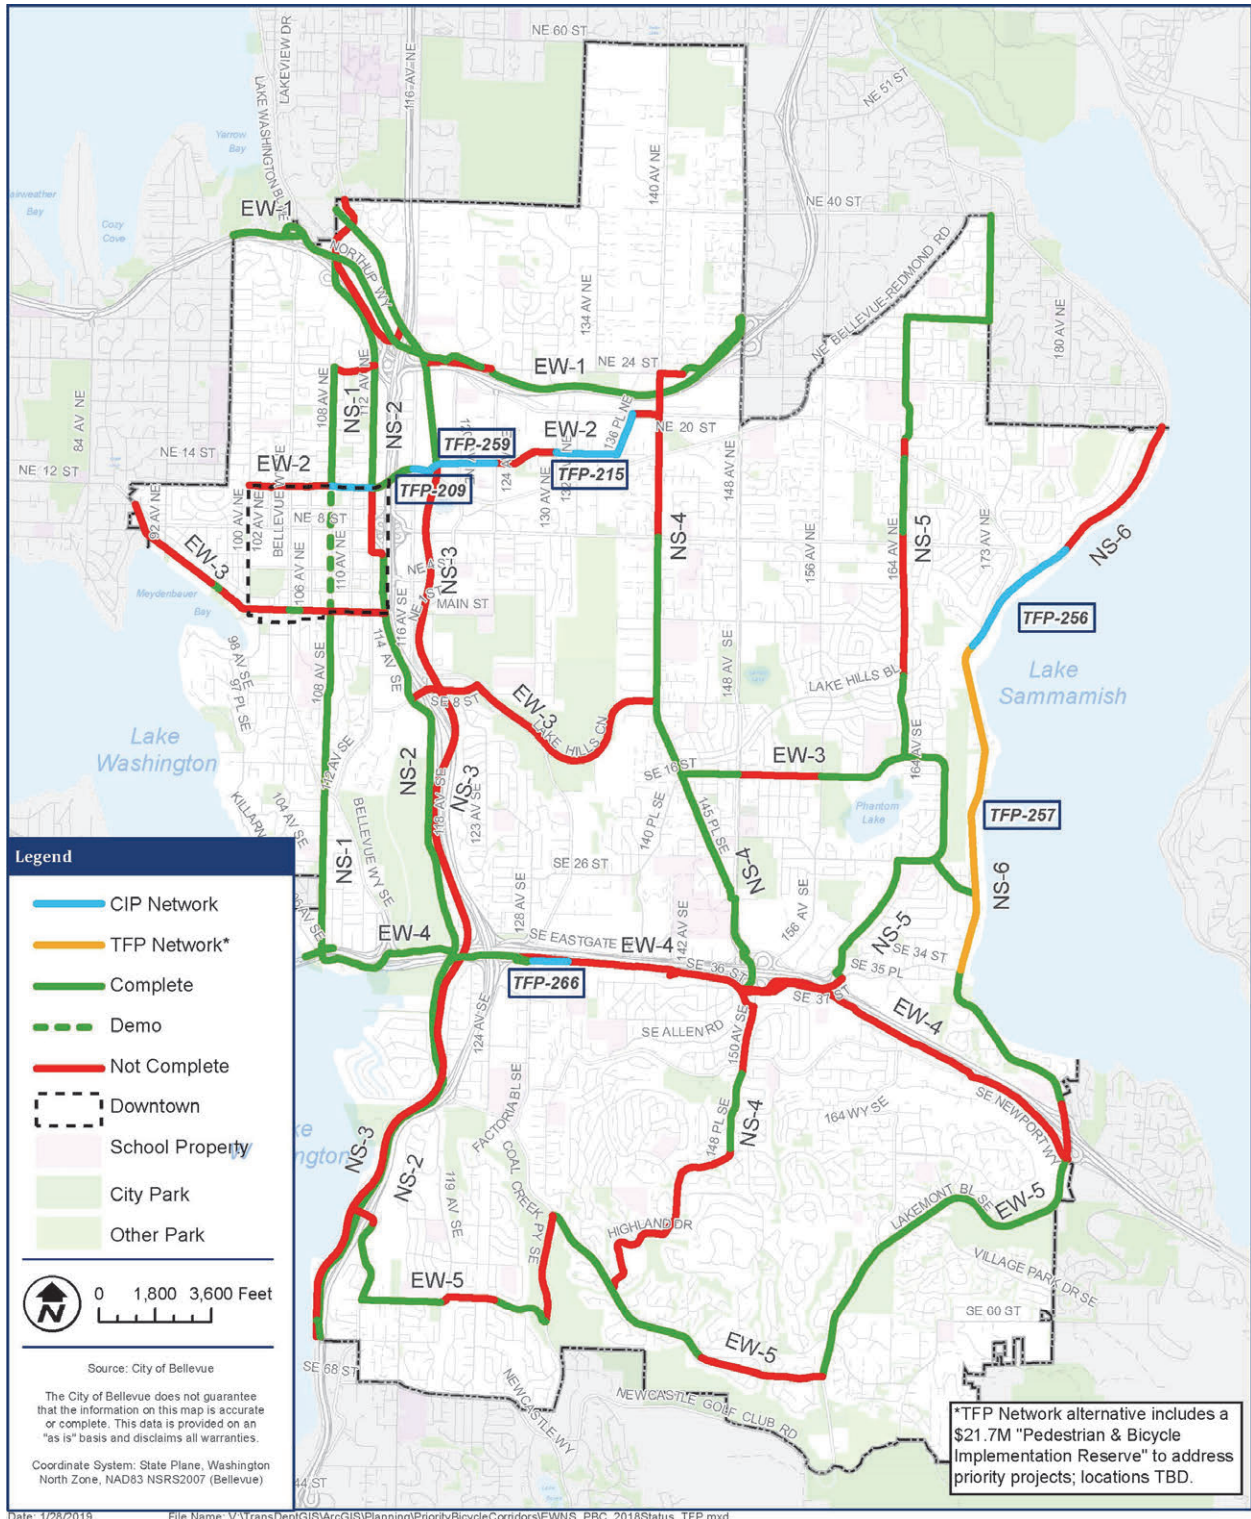 NE 60 ST
LAKEVIEW DR
LAKE WASHINGTON BL NE
116 AV NE
NE 51 ST
Yarrow
Bay
140 AV NE
Bay
Cozy
Cove
EW-1
NE 40 ST
NORTHUP WY
NE BELLEVUE-REDMOND RD
134 AV NE
180 AV NE
EW-1
NE 24 ST
108 AV NE
NS-1
112 AV NE
NS-2
84 AV NE
136 PL NE
EW-2
NE 20 ST
TFP-259
NE 14 ST
NE 12 ST
EW-2
TFP-209
TFP-215
124 AV NE
130 AV NE
148 AV NE
92 AV NE
100 AV NE
102 AV NE
NE 8 ST
106 AV NE
110 AV NE
NS-4
NS-5
164 AV NE
156 AV NE
173 AV NE
NS-6
EW-3
NS-3
NE 1 ST
MAIN ST
Meydenbauer
Bay
116 AV SE
114 AV SE
TFP-256
98 AV SE
97 PL SE
108 AV SE
148 AV SE
LAKE HILLS BL
Lake
Sammamish
SE 8 ST
EW-3
LAKE HILLS CN
Lake
Washington
NS-2
112 AV SE
NS-3
118 AV SE
123 AV SE
SE 16 ST
EW-3
164 AV SE
104 AV SE
BELLEVUE WY SE
140 PL SE
145 PL SE
Phantom
Lake
TFP-257
NS-1
SE 26 ST
NS-4
NS-6
128 AV SE
142 AV SE
156 AV SE
NS-5
EW-4
SE EASTGATE
EW-4
SE 34 ST
SE 35 PL
SE 36 ST
SE 37 ST
TFP-266
EW-4
124 AV SE
SE ALLEN RD
150 AV SE
SE NEWPORT WY
FACTORIA BL SE
164 WY SE
148 PL SE
NS-4
NS-3
NS-2
119 AV SE
COAL CREEK PY SE
LAKEMONT BL SE
EW-5
HIGHLAND DR
VILLAGE PARK DR SE
EW-5
EW-5
SE 68 ST
NEWCASTLE WY
NEWCASTLE GOLF CLUB RD
44 ST
Legend
CIP Network
TFP Network*
Complete
Demo
Not Complete
Downtown
School Property
City Park
Other Park
N
0 1,800 3,600 Feet
Source: City of Bellevue
The City of Bellevue does not guarantee
that the information on this map is accurate
or complete. This data is provided on an
"as is" basis and disclaims all warranties.
Coordinate System: State Plane, Washington
North Zone, NAD83 NSRS2007 (Bellevue)
*TFP Network alternative includes a
$21.7M "Pedestrian & Bicycle
Implementation Reserve" to address
priority projects; locations TBD.
Date: 1/28/2019 File Name: V:\TransDeptGIS\ArcGIS\Planning\PriorityBicycleCorridors\EWNS_PBC_2018Status_TFP.mxd